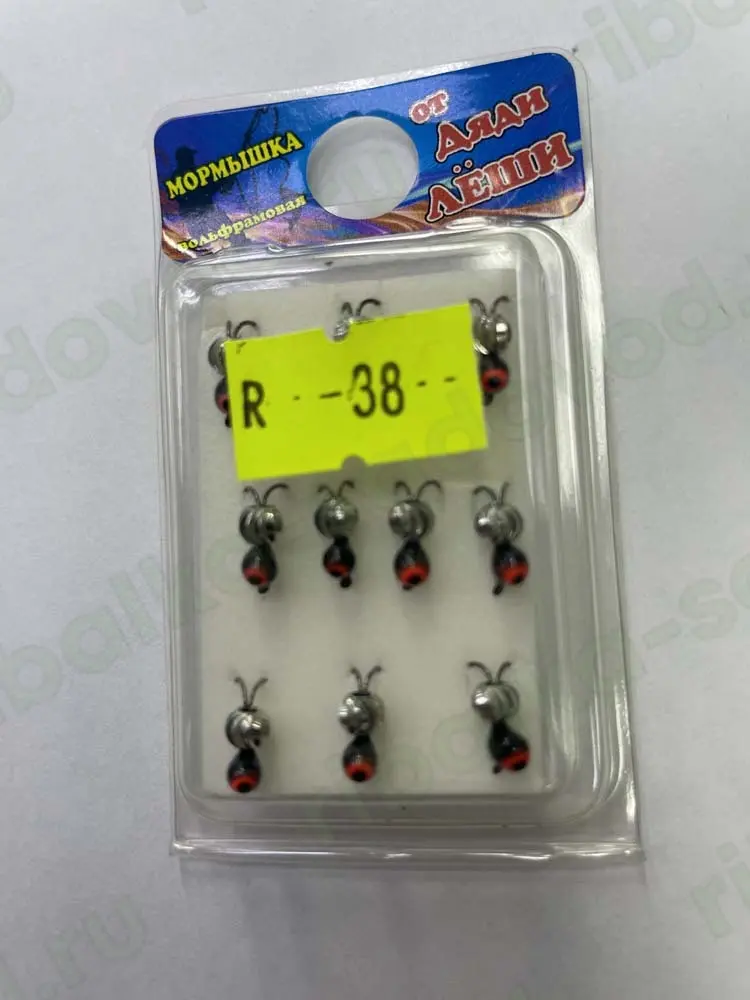 МОРМЫШКА
вольфрамовая
от
ДЯДИ
ЛЁШИ
R --38--